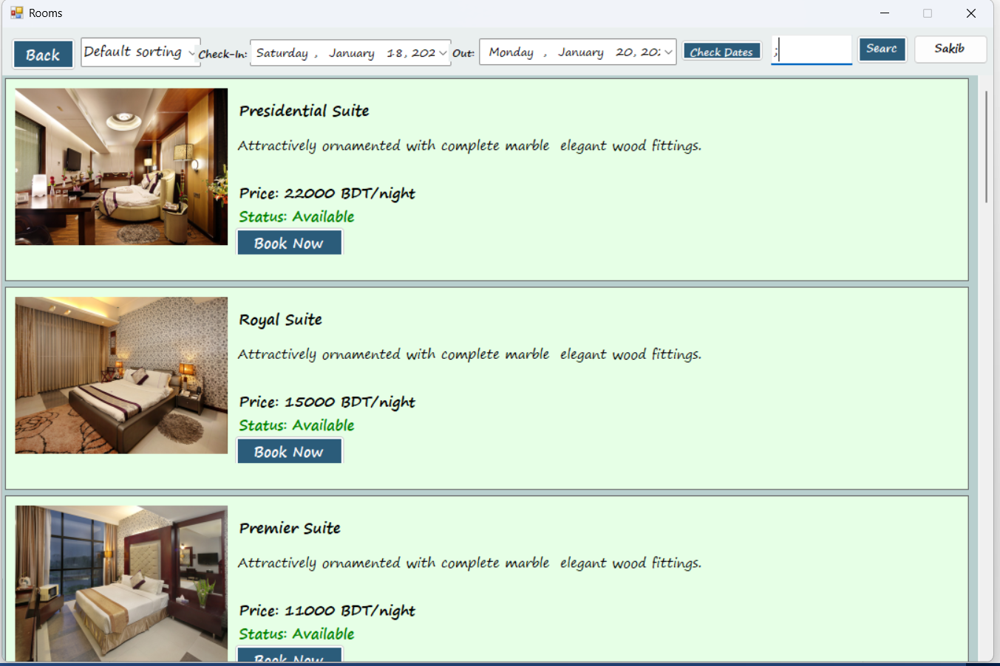 Rooms
Back Default sorting Check-In: Saturday , January 18, 202 Out: Monday , January 20, 20 Check Dates ; Searc Sakib
Presidential Suite
Attractively ornamented with complete marble  elegant wood fittings.
Price: 22000 BDT/night
Status: Available
Book Now
Royal Suite
Attractively ornamented with complete marble  elegant wood fittings.
Price: 15000 BDT/night
Status: Available
Book Now
Premier Suite
Attractively ornamented with complete marble  elegant wood fittings.
Price: 11000 BDT/night
Status: Available
Book Now